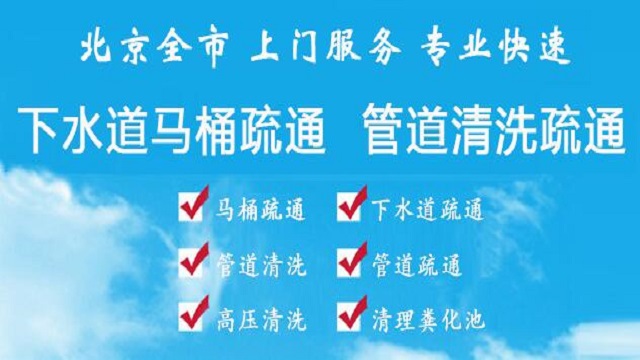 北京全市 上门服务 专业快速
下水道马桶疏通 管道清洗疏通
马桶疏通 下水道疏通
管道清洗 管道疏通
高压清洗 清理粪化池